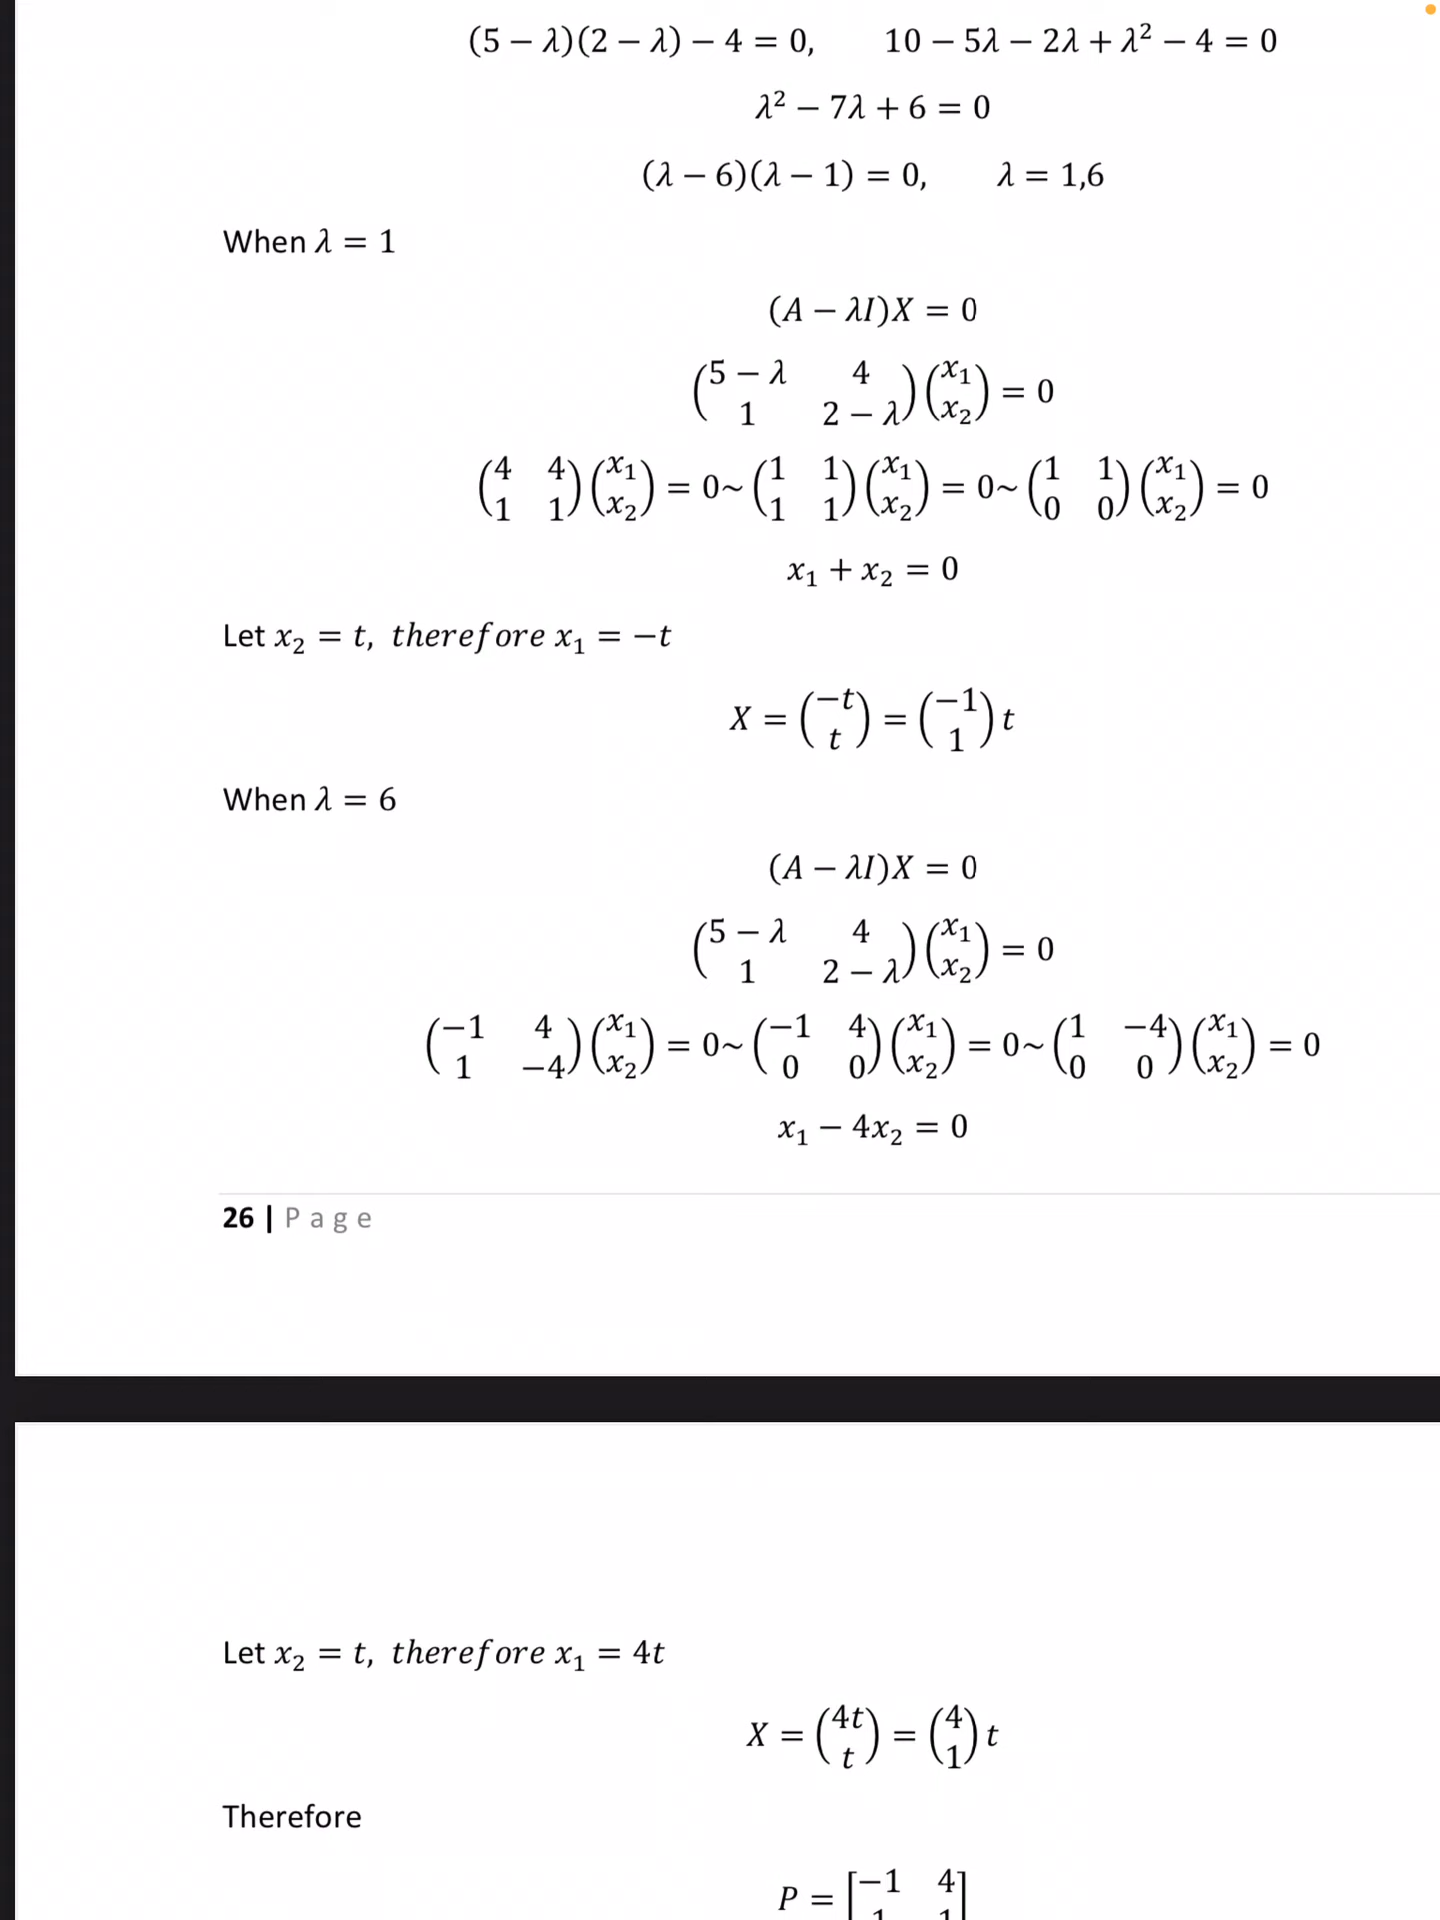 (5 − λ)(2 − λ) − 4 = 0, 10 − 5λ − 2λ + λ² − 4 = 0
λ² − 7λ + 6 = 0
(λ − 6)(λ − 1) = 0, λ = 1,6
When λ = 1
(A − λI)X = 0
(5 − λ 4
1 2 − λ)(x₁
x₂) = 0
(4 4
1 1)(x₁
x₂) = 0~(1 1
1 1)(x₁
x₂) = 0~(1 1
0 0)(x₁
x₂) = 0
x₁ + x₂ = 0
Let x₂ = t, therefore x₁ = −t
X = (−t
t) = (−1
1) t
When λ = 6
(A − λI)X = 0
(5 − λ 4
1 2 − λ)(x₁
x₂) = 0
(−1 4
1 −4)(x₁
x₂) = 0~(−1 4
0 0)(x₁
x₂) = 0~(1 −4
0 0)(x₁
x₂) = 0
x₁ − 4x₂ = 0
26 | Page
Let x₂ = t, therefore x₁ = 4t
X = (4t
t) = (4
1) t
Therefore
P = [−1 4
1 1]